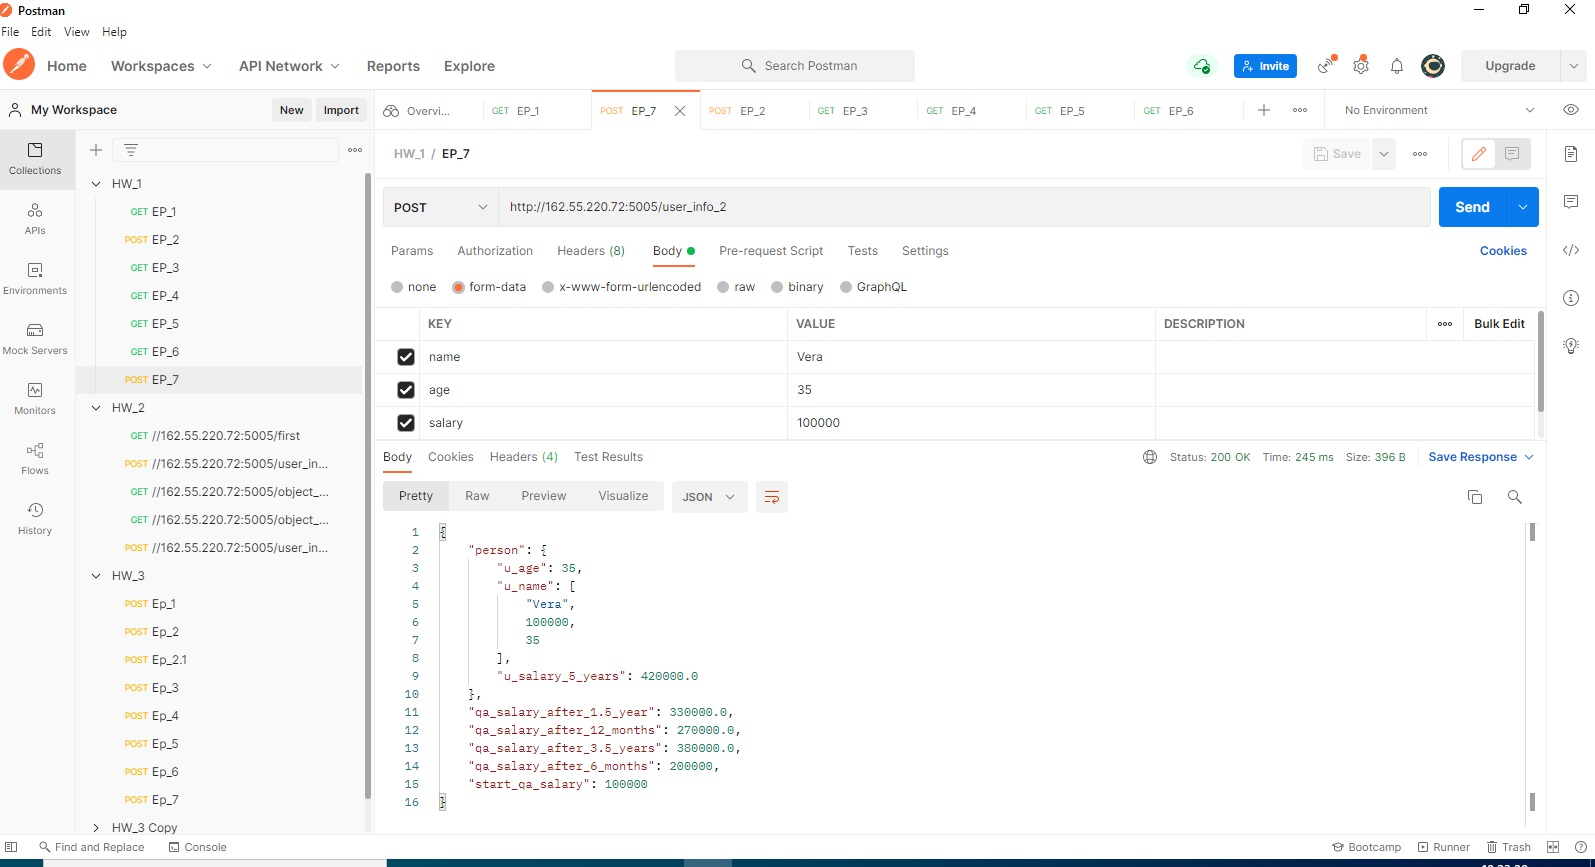 Postman
File Edit View Help
Home Workspaces API Network Reports Explore Search Postman Invite Upgrade
My Workspace New Import Overvi... GET EP_1 POST EP_7 POST EP_2 GET EP_3 GET EP_4 GET EP_5 GET EP_6 No Environment
Collections
APIs
Environments
Mock Servers
Monitors
Flows
History
HW_1
GET EP_1
POST EP_2
GET EP_3
GET EP_4
GET EP_5
GET EP_6
POST EP_7
HW_2
GET //162.55.220.72:5005/first
POST //162.55.220.72:5005/user_in...
GET //162.55.220.72:5005/object_...
GET //162.55.220.72:5005/object_...
POST //162.55.220.72:5005/user_in...
HW_3
POST Ep_1
POST Ep_2
POST Ep_2.1
POST Ep_3
POST Ep_4
POST Ep_5
POST Ep_6
POST Ep_7
HW_3 Copy
HW_1 / EP_7 Save
POST http://162.55.220.72:5005/user_info_2 Send
Params Authorization Headers (8) Body Pre-request Script Tests Settings Cookies
none form-data x-www-form-urlencoded raw binary GraphQL
KEY VALUE DESCRIPTION Bulk Edit
name Vera
age 35
salary 100000
Body Cookies Headers (4) Test Results Status: 200 OK Time: 245 ms Size: 396 B Save Response
Pretty Raw Preview Visualize JSON
1 {
2 "person": {
3 "u_age": 35,
4 "u_name": [
5 "Vera",
6 100000,
7 35
8 ],
9 "u_salary_5_years": 420000.0
10 },
11 "qa_salary_after_1.5_year": 330000.0,
12 "qa_salary_after_12_months": 270000.0,
13 "qa_salary_after_3.5_years": 380000.0,
14 "qa_salary_after_6_months": 200000,
15 "start_qa_salary": 100000
16 }
Find and Replace Console Bootcamp Runner Trash